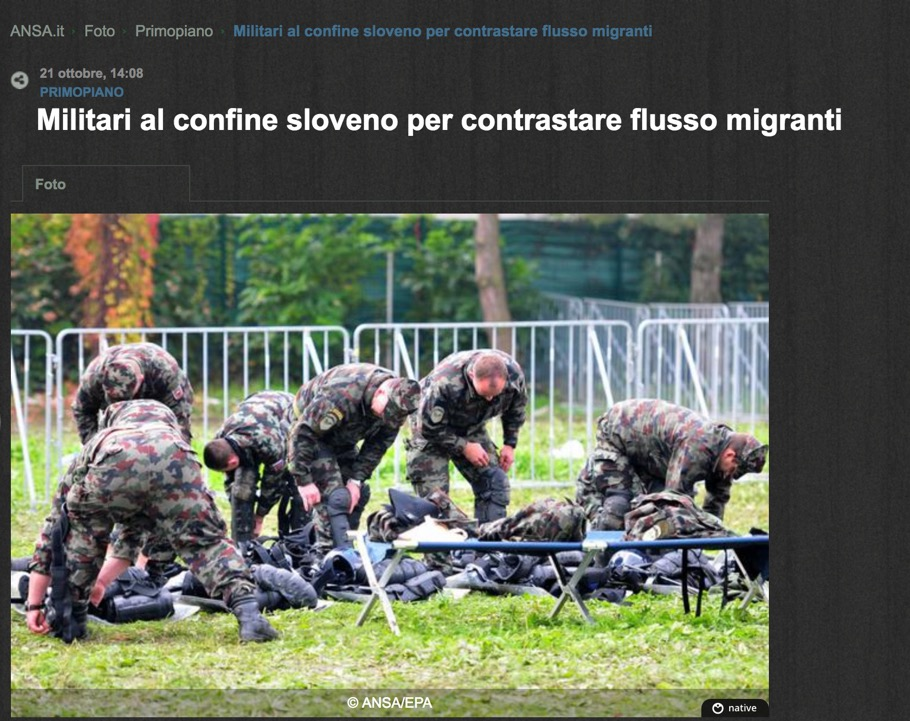 ANSA.it › Foto › Primopiano › Militari al confine sloveno per contrastare flusso migranti
21 ottobre, 14:08
PRIMOPIANO
Militari al confine sloveno per contrastare flusso migranti
Foto
© ANSA/EPA
native